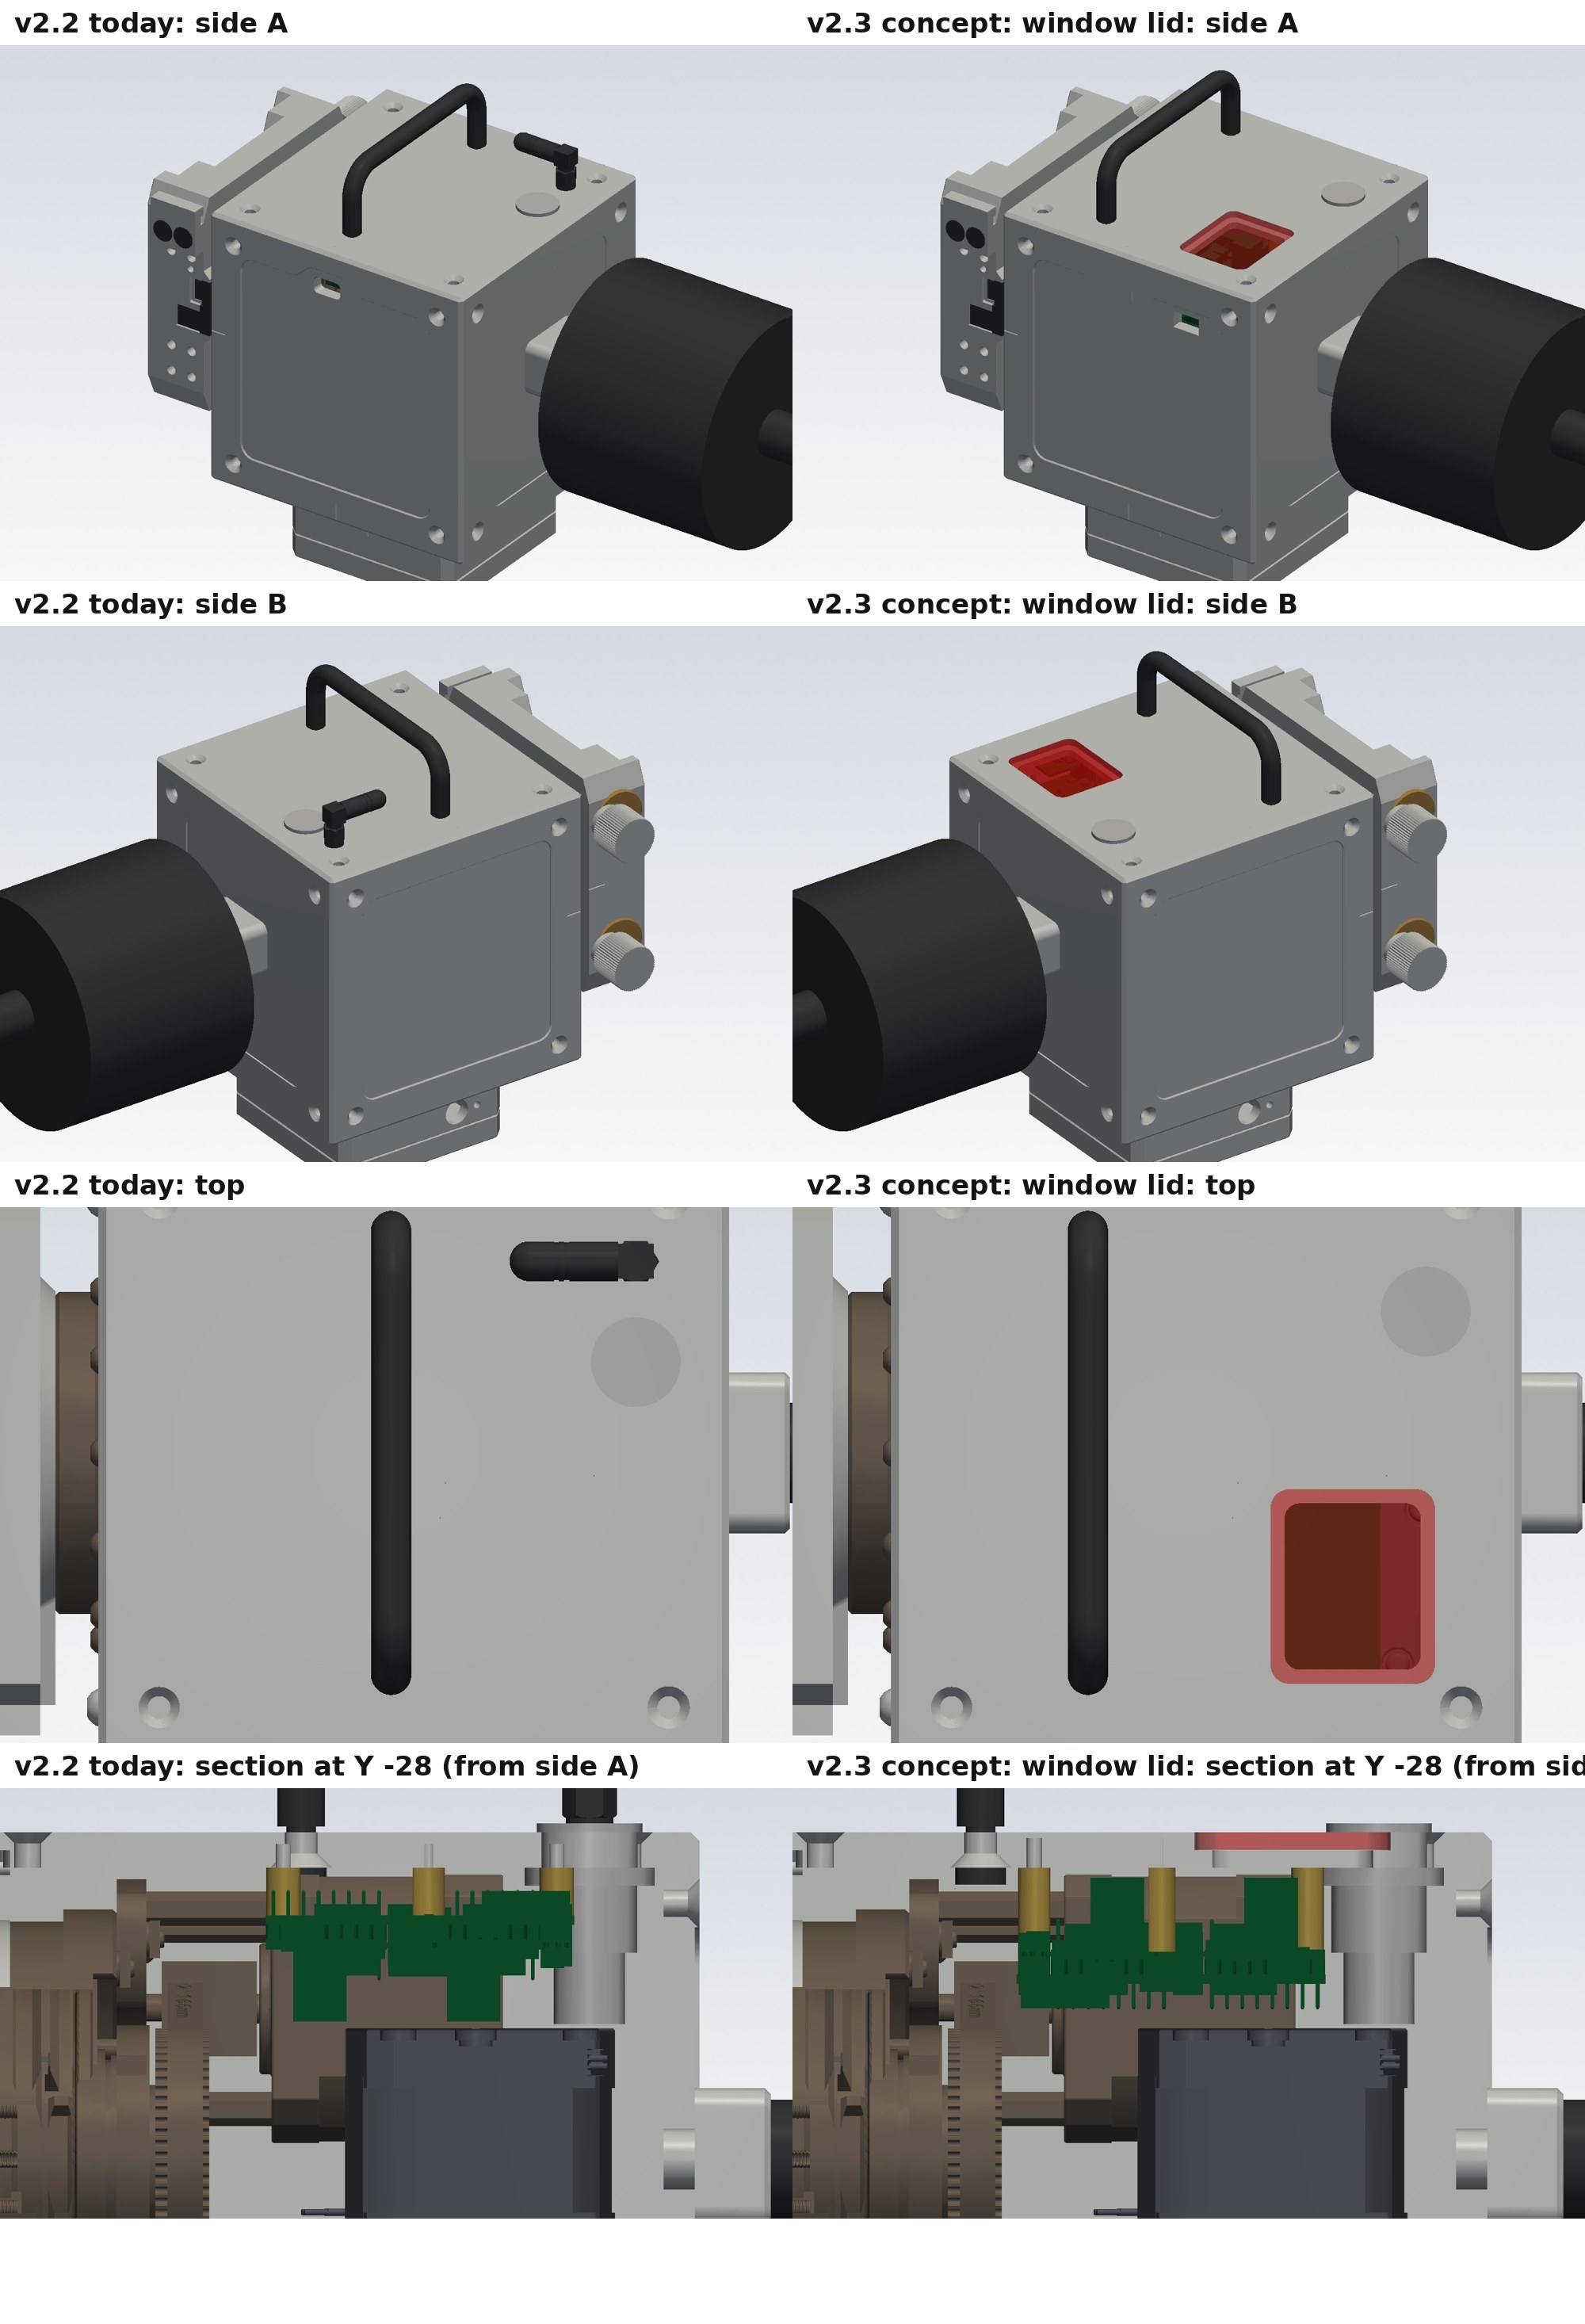 v2.2 today: side A
v2.3 concept: window lid: side A
v2.2 today: side B
v2.3 concept: window lid: side B
v2.2 today: top
v2.3 concept: window lid: top
v2.2 today: section at Y -28 (from side A)
v2.3 concept: window lid: section at Y -28 (from sid